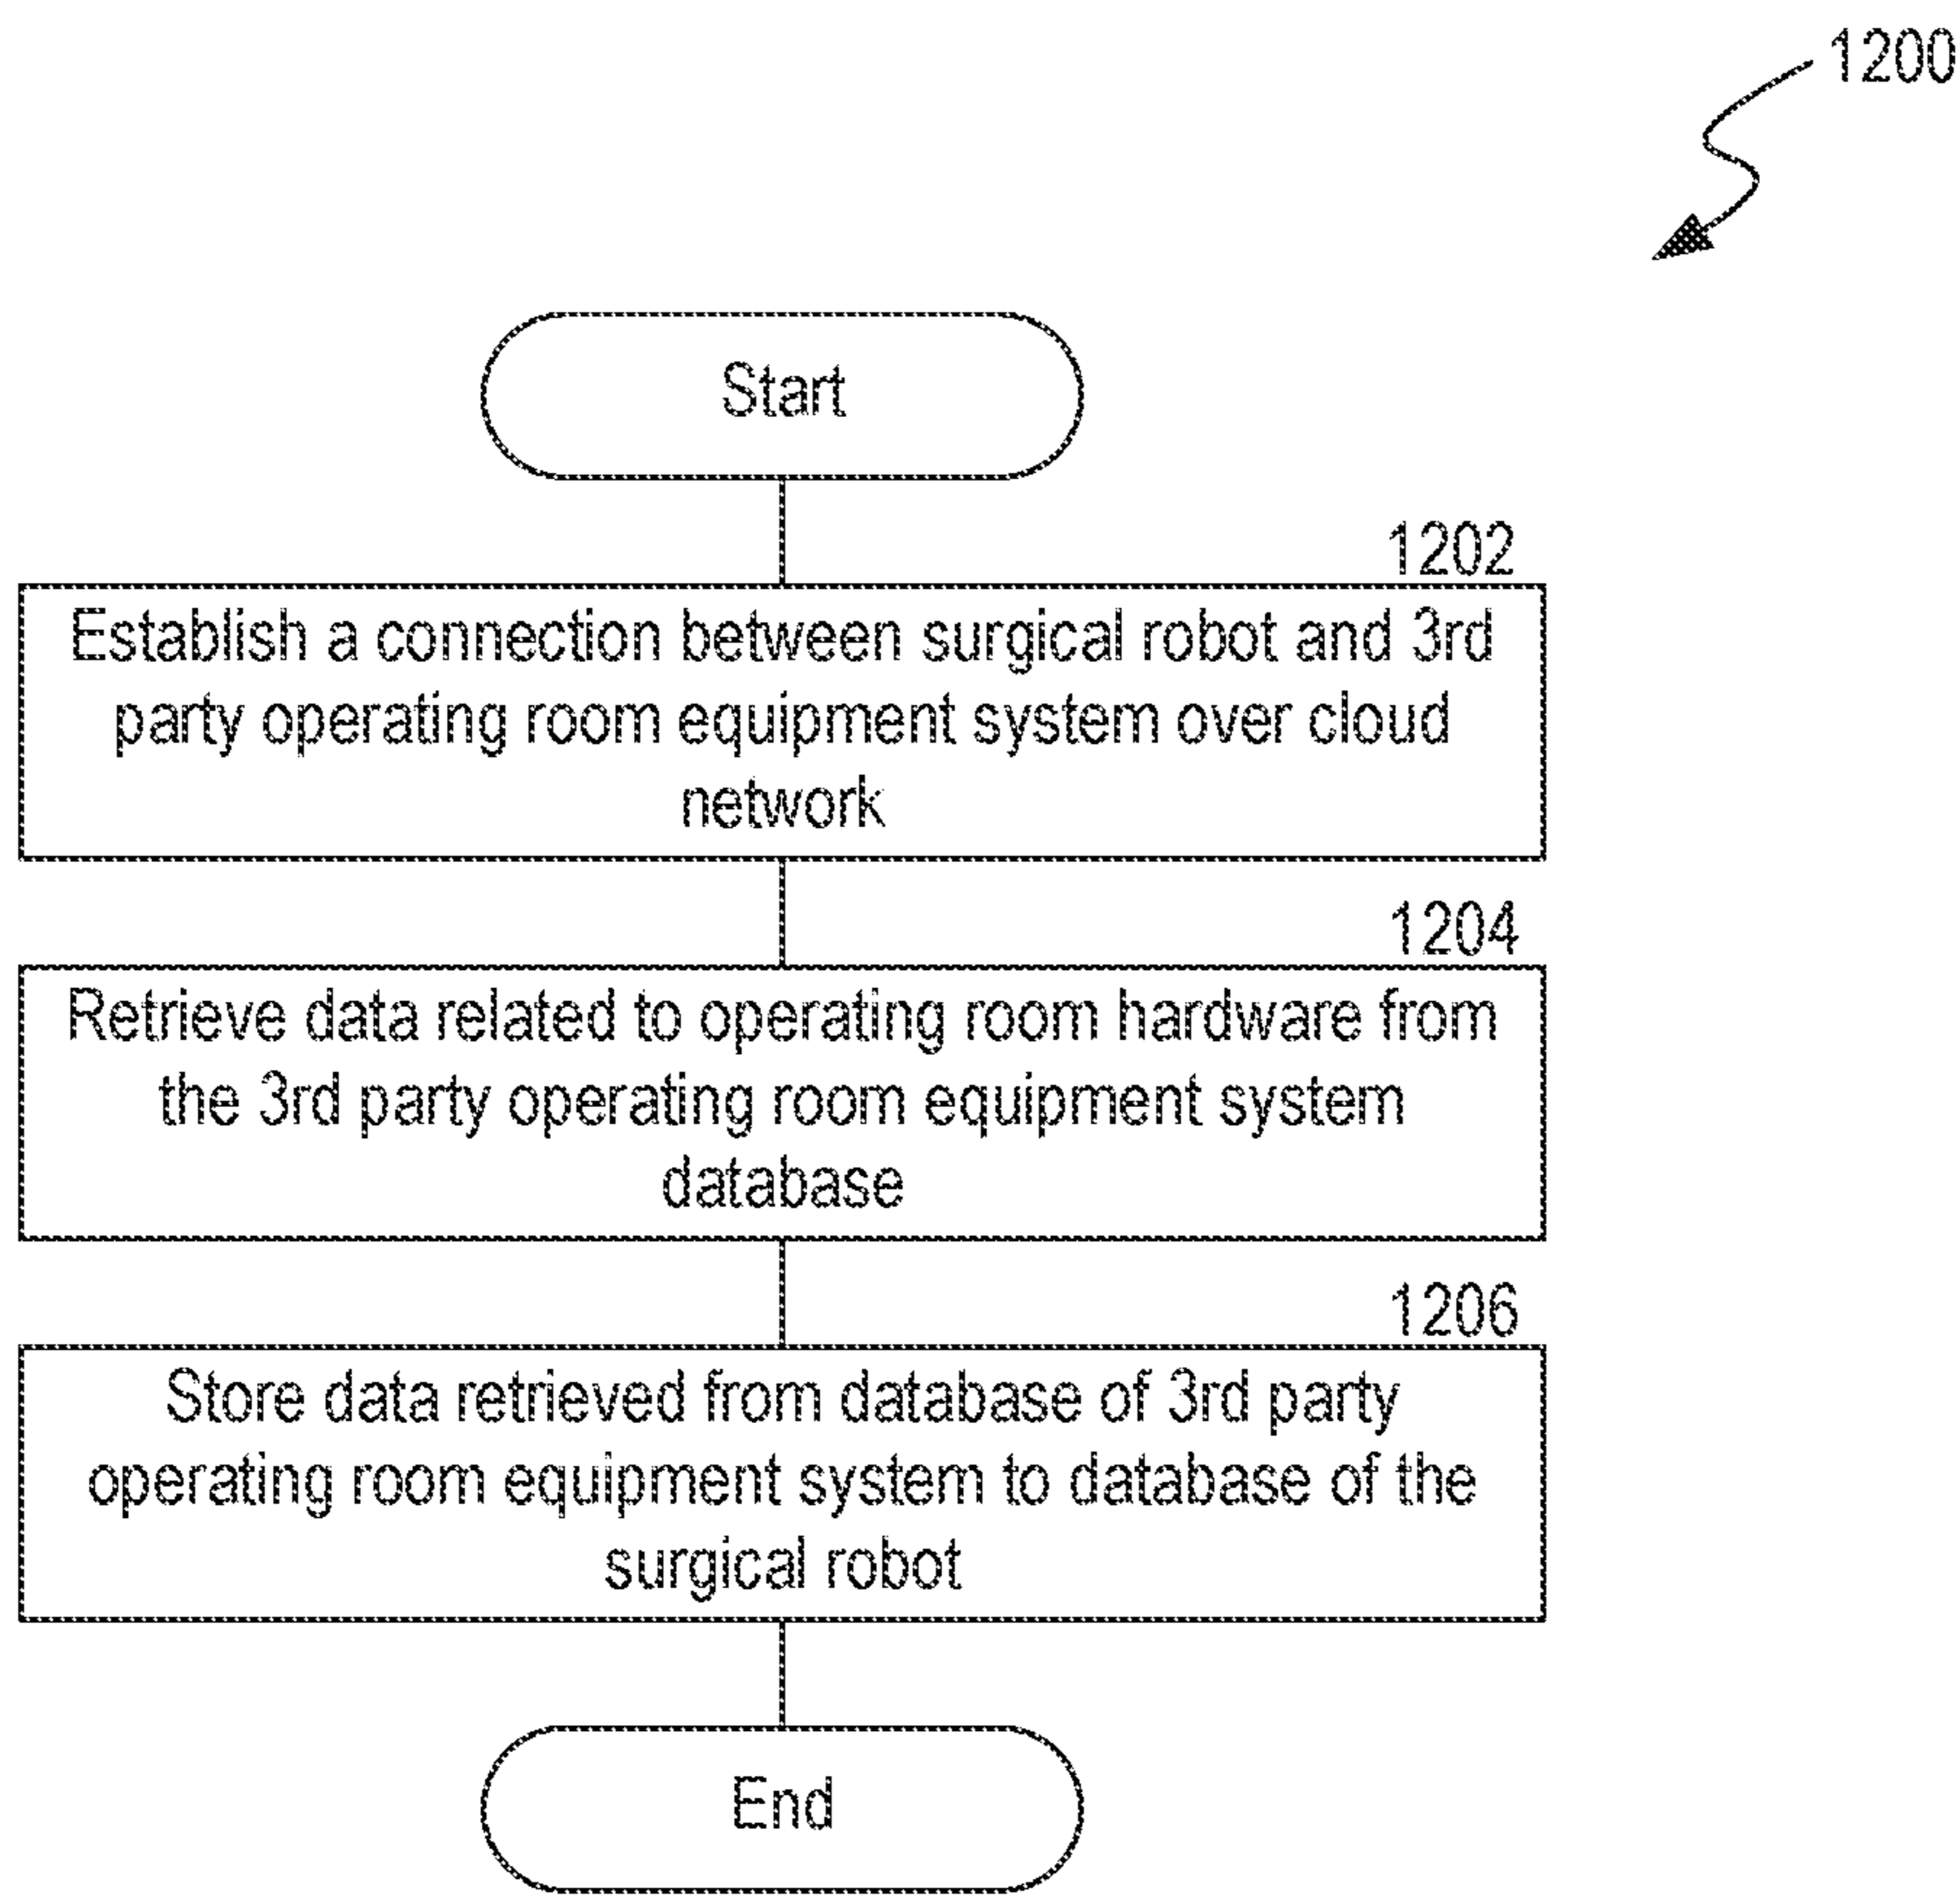 1200
Start
1202
Establish a connection between surgical robot and 3rd
party operating room equipment system over cloud
network
1204
Retrieve data related to operating room hardware from
the 3rd party operating room equipment system
database
1206
Store data retrieved from database of 3rd party
operating room equipment system to database of the
surgical robot
End